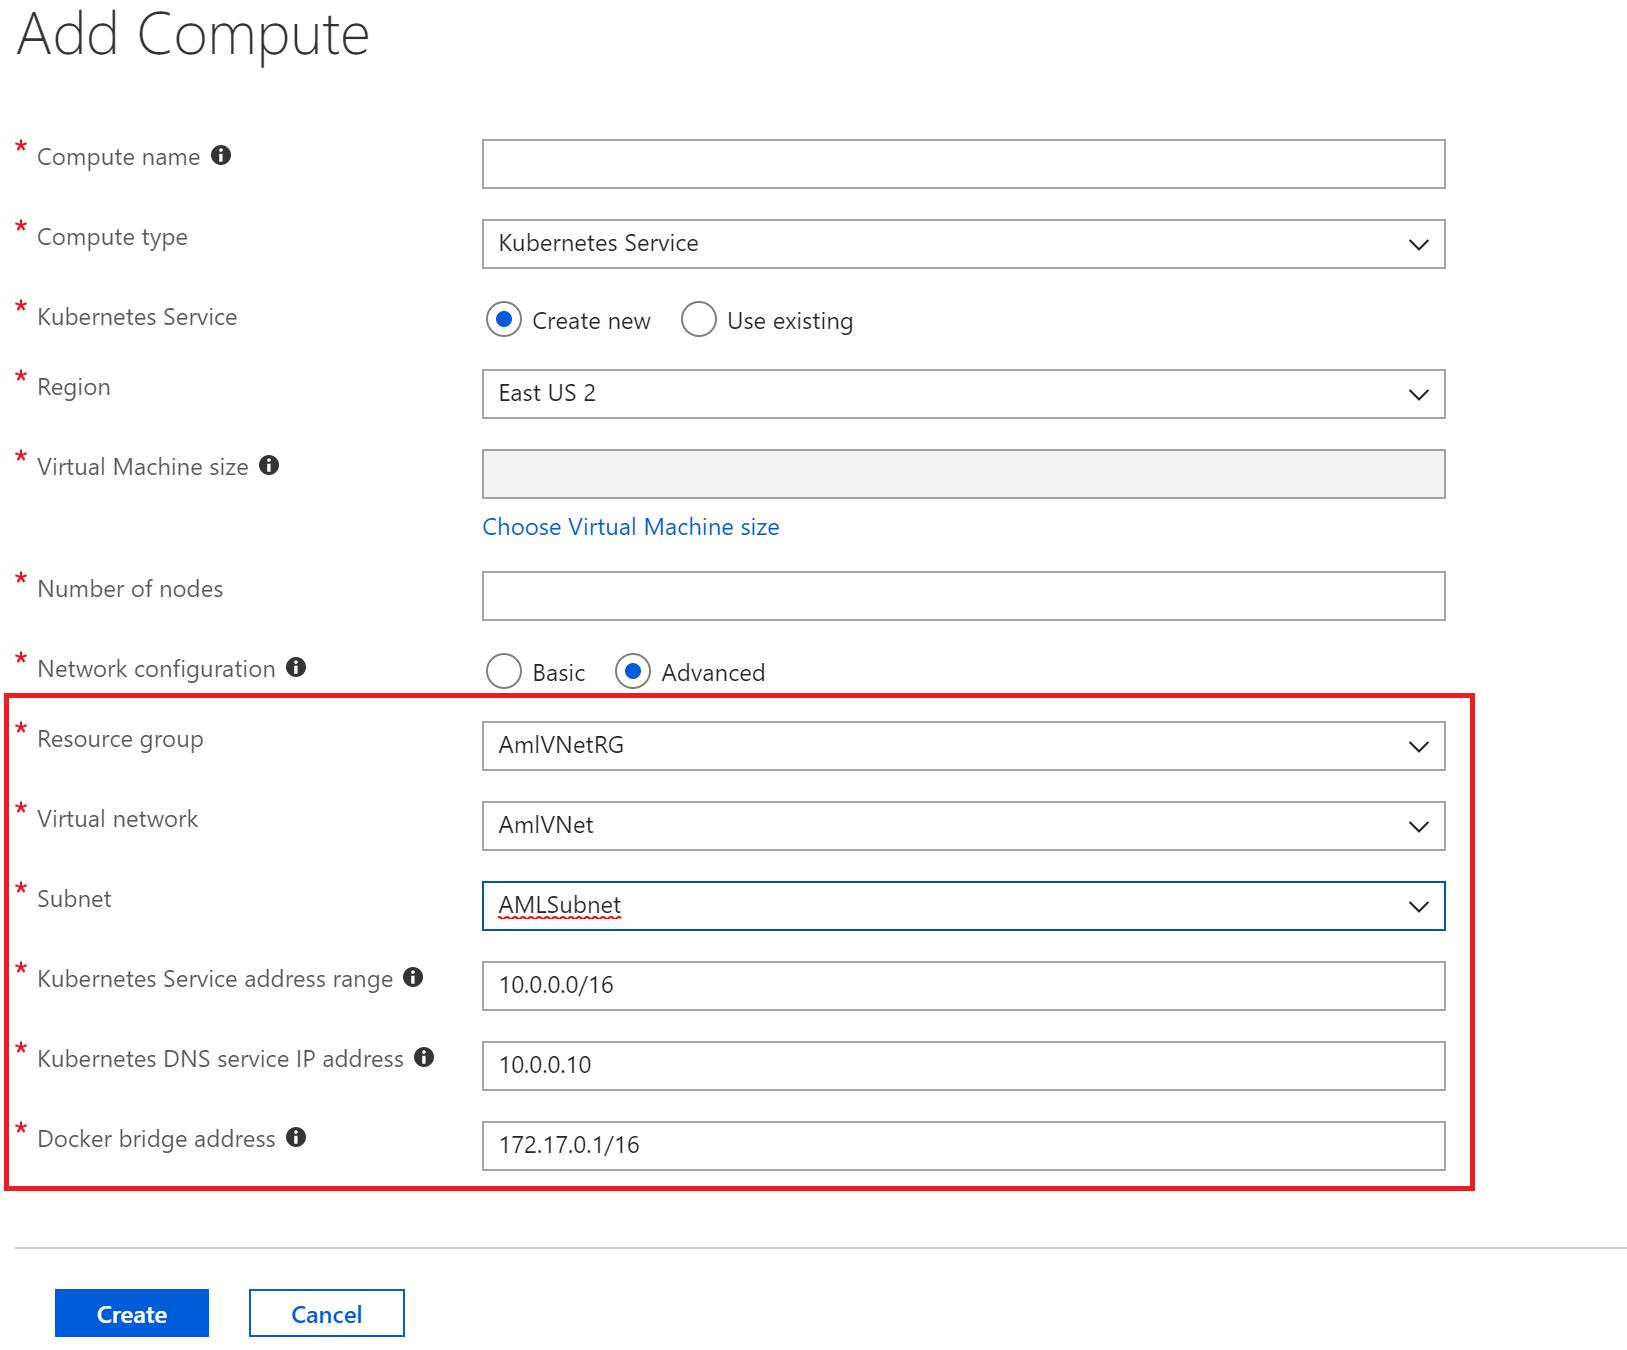 Add Compute
* Compute name
* Compute type Kubernetes Service
* Kubernetes Service Create new Use existing
* Region East US 2
* Virtual Machine size
Choose Virtual Machine size
* Number of nodes
* Network configuration Basic Advanced
* Resource group AmlVNetRG
* Virtual network AmlVNet
* Subnet AMLSubnet
* Kubernetes Service address range 10.0.0.0/16
* Kubernetes DNS service IP address 10.0.0.10
* Docker bridge address 172.17.0.1/16
Create Cancel